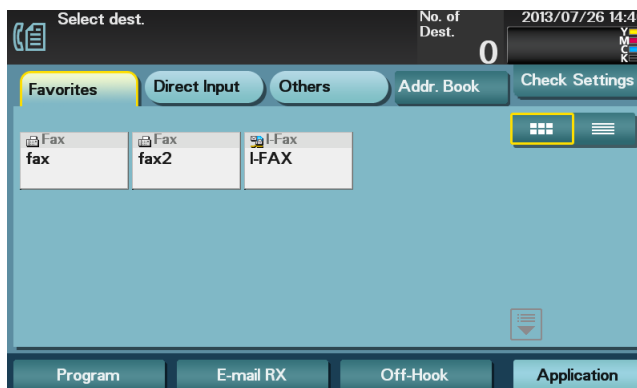 Select dest.
No. of
Dest.
0
2013/07/26 14:4
Y
M
C
K
Favorites
Direct Input
Others
Addr. Book
Check Settings
Fax
fax
Fax
fax2
I-Fax
I-FAX
Program
E-mail RX
Off-Hook
Application